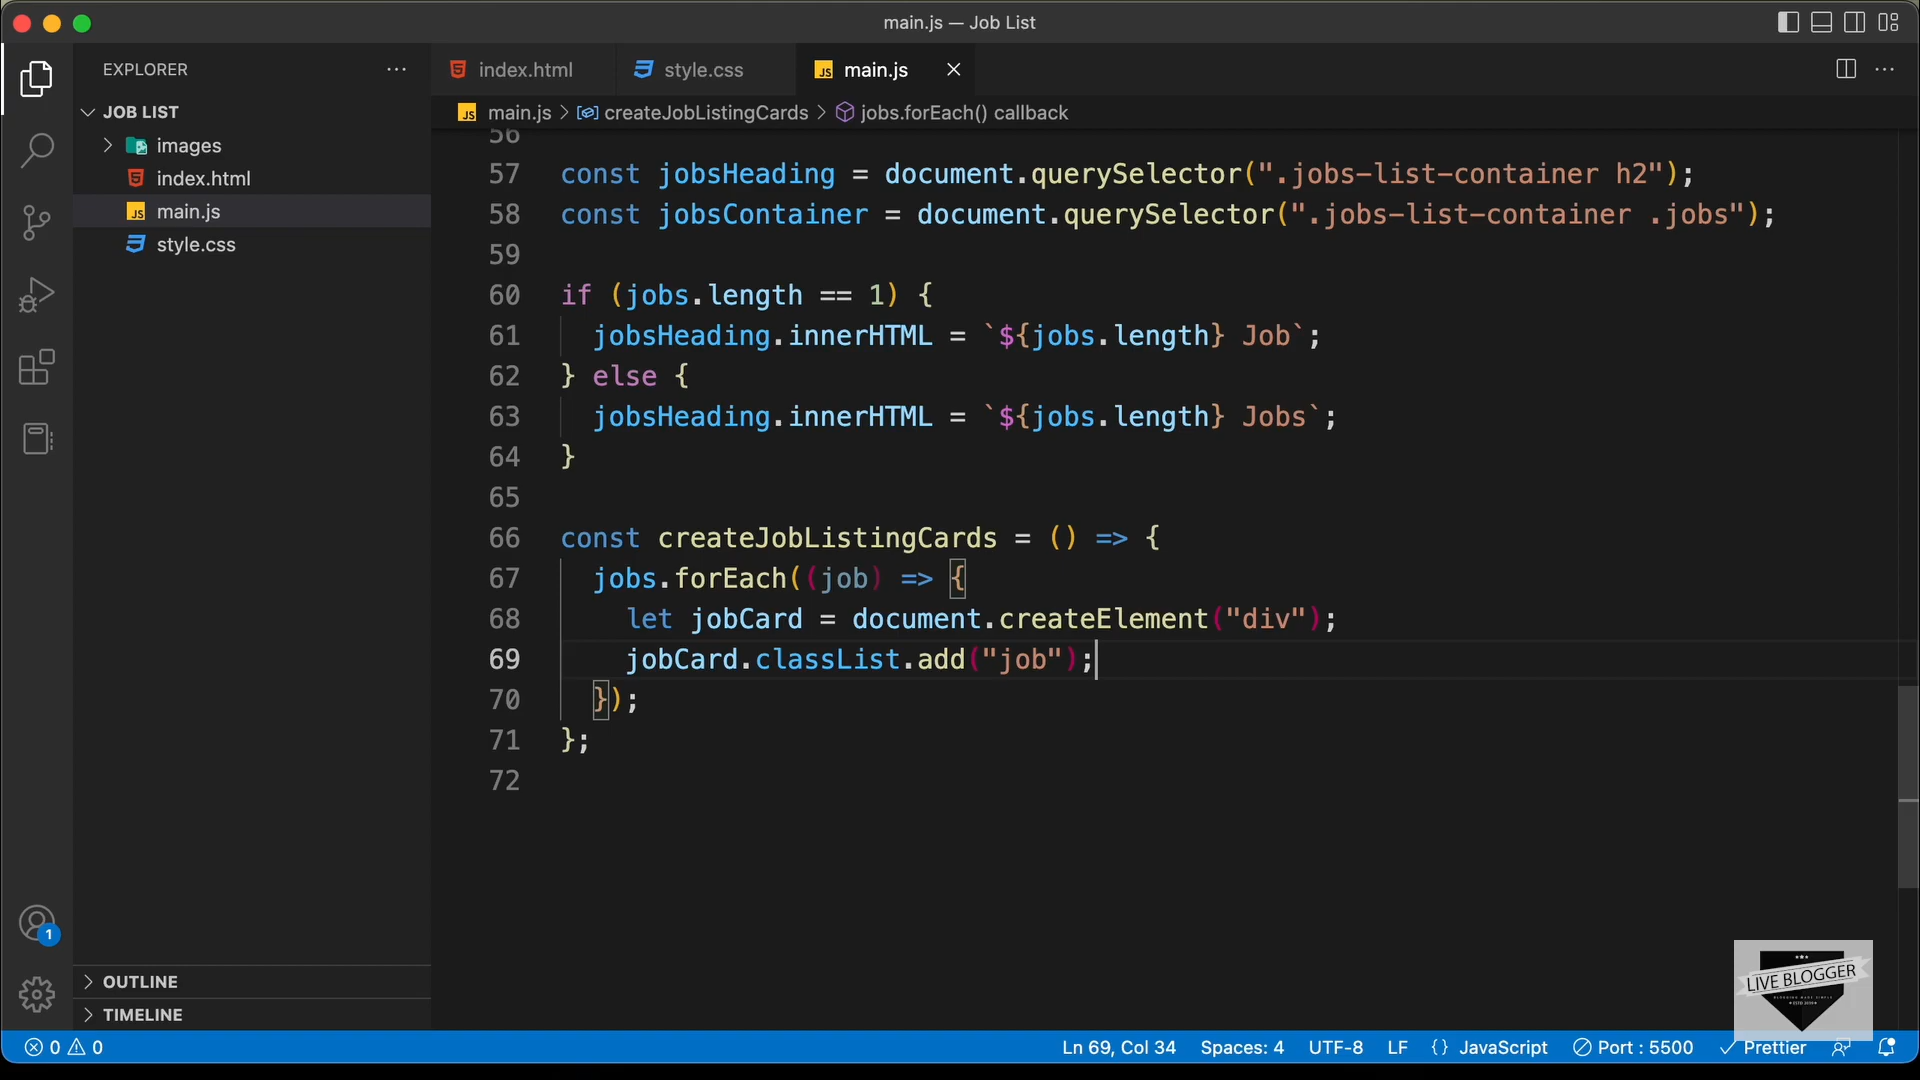 main.js — Job List
EXPLORER
JOB LIST
images
index.html
main.js
style.css
index.html
style.css
JS main.js
JS main.js > createJobListingCards > jobs.forEach() callback
56
57 const jobsHeading = document.querySelector(".jobs-list-container h2");
58 const jobsContainer = document.querySelector(".jobs-list-container .jobs");
59
60 if (jobs.length == 1) {
61 jobsHeading.innerHTML = `${jobs.length} Job`;
62 } else {
63 jobsHeading.innerHTML = `${jobs.length} Jobs`;
64 }
65
66 const createJobListingCards = () => {
67 jobs.forEach((job) => {
68 let jobCard = document.createElement("div");
69 jobCard.classList.add("job");
70 });
71 };
72
1
OUTLINE
TIMELINE
LIVE BLOGGER
0 0
Ln 69, Col 34 Spaces: 4 UTF-8 LF {} JavaScript Port : 5500 Prettier